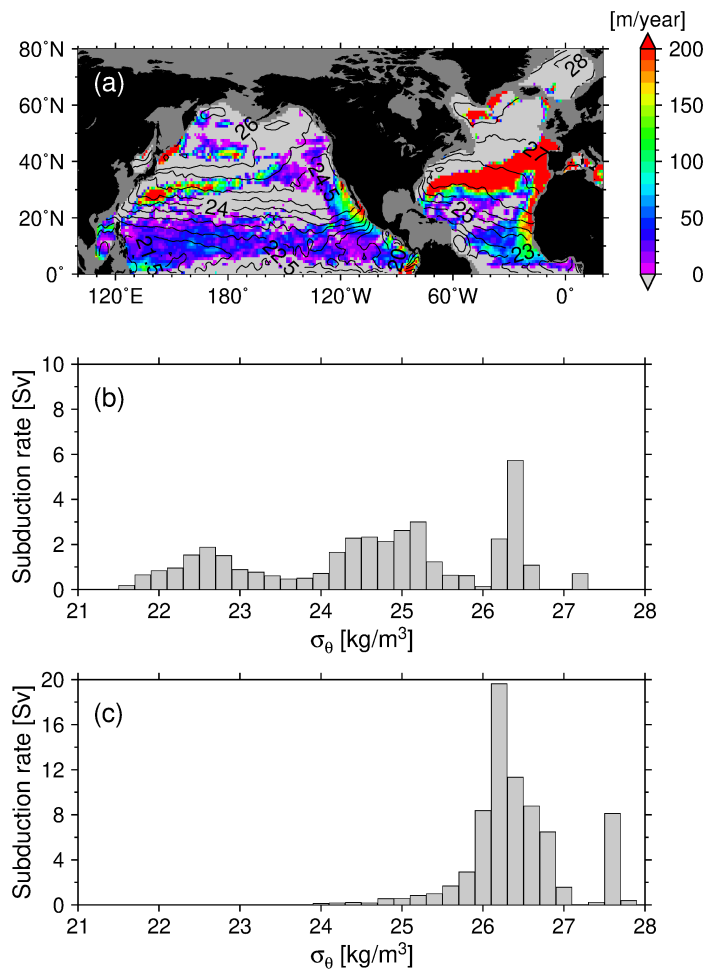 [m/year]
80°N
60°N
40°N
20°N
0°
(a)
28
26
24
23
25
20
120°E 180° 120°W 60°W 0°
200
150
100
50
0
Subduction rate [Sv]
10
8
6
4
2
0
(b)
21 22 23 24 25 26 27 28
σθ [kg/m³]
Subduction rate [Sv]
20
16
12
8
4
0
(c)
21 22 23 24 25 26 27 28
σθ [kg/m³]